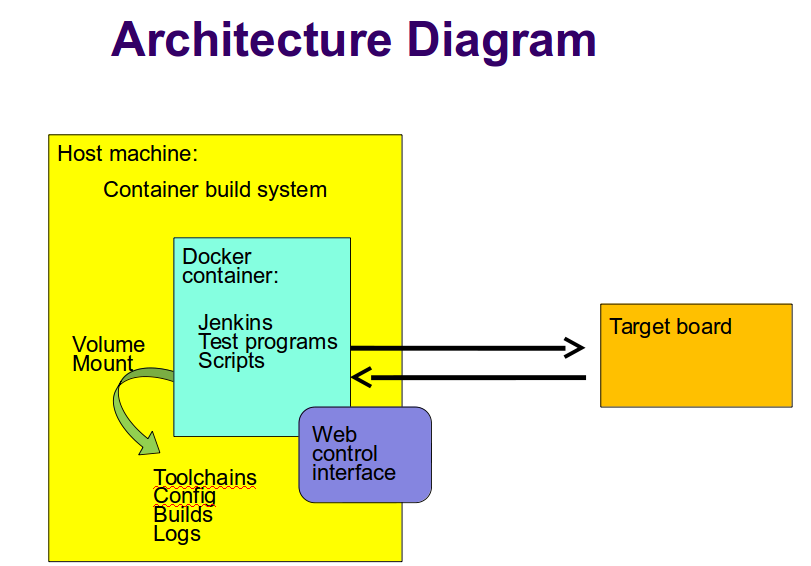 Architecture Diagram
Host machine:
Container build system
Docker
container:
Jenkins
Test programs
Scripts
Volume
Mount
Target board
Web
control
interface
Toolchains
Config
Builds
Logs